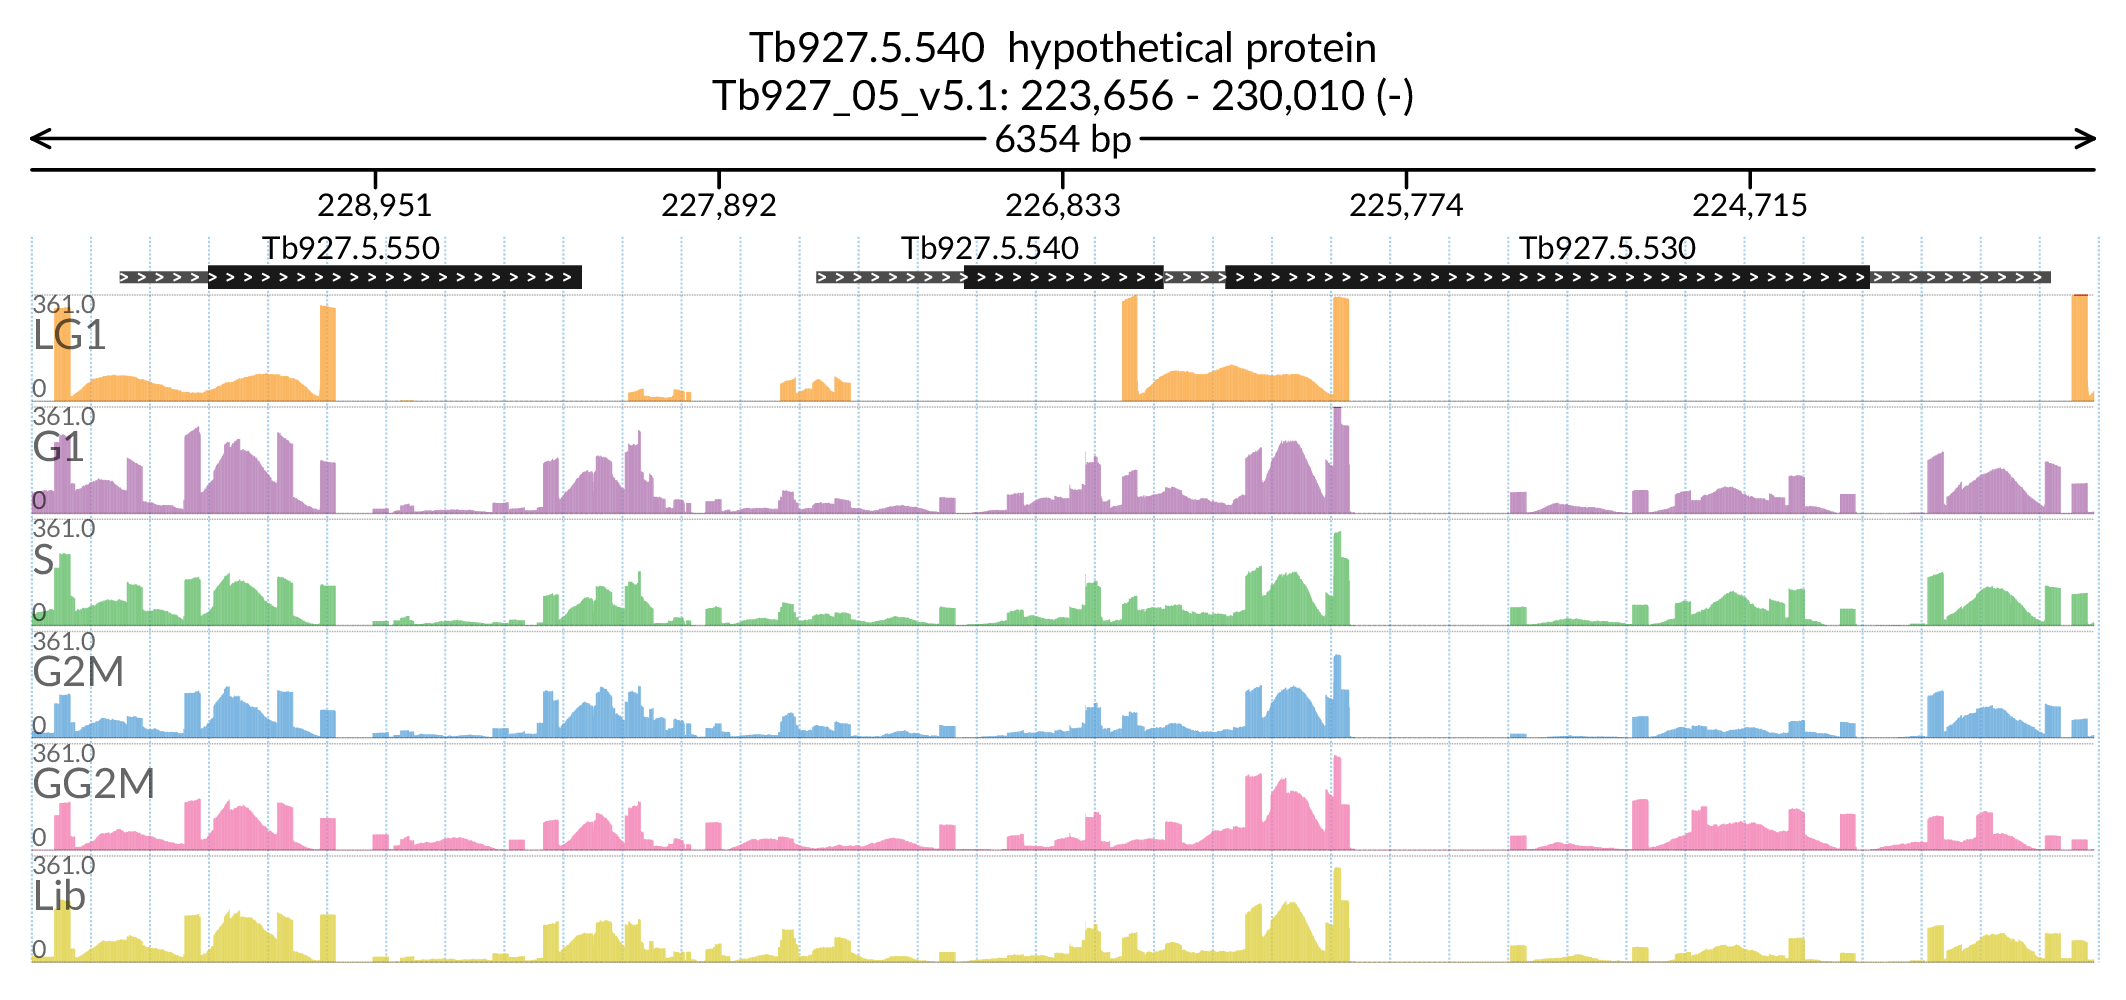 Tb927.5.540 hypothetical protein
Tb927_05_v5.1: 223,656 - 230,010 (-)
6354 bp
228,951 227,892 226,833 225,774 224,715
Tb927.5.550 Tb927.5.540 Tb927.5.530
361.0
LG1
0
361.0
G1
0
361.0
S
0
361.0
G2M
0
361.0
GG2M
0
361.0
Lib
0